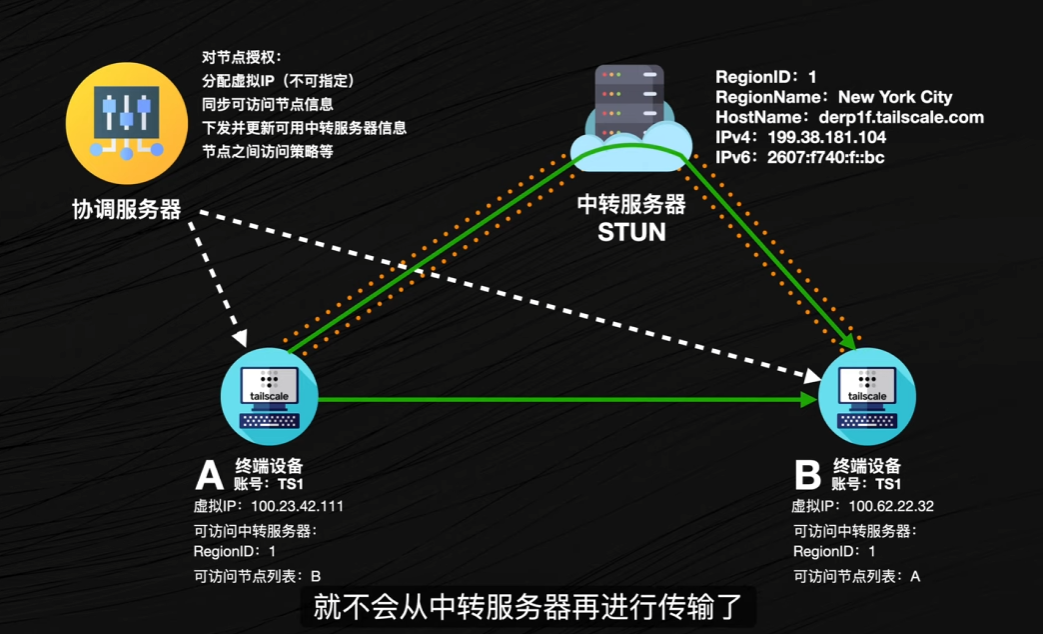 对节点授权：
分配虚拟IP（不可指定）
同步可访问节点信息
下发并更新可用中转服务器信息
节点之间访问策略等
协调服务器
RegionID：1
RegionName：New York City
HostName：derp1f.tailscale.com
IPv4：199.38.181.104
IPv6：2607:f740:f::bc
中转服务器
STUN
tailscale
A 终端设备
账号：TS1
虚拟IP：100.23.42.111
可访问中转服务器：
RegionID：1
可访问节点列表：B
tailscale
B 终端设备
账号：TS1
虚拟IP：100.62.22.32
可访问中转服务器：
RegionID：1
可访问节点列表：A
就不会从中转服务器再进行传输了